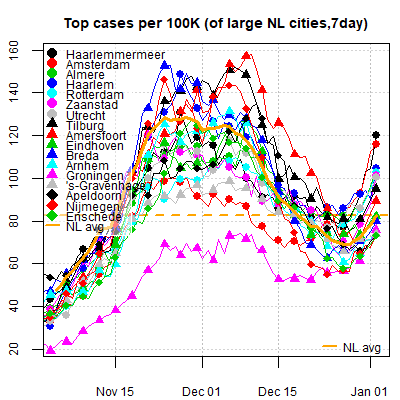 Top cases per 100K (of large NL cities,7day)
160
140
120
100
80
60
40
20
Haarlemmermeer
Amsterdam
Almere
Haarlem
Rotterdam
Zaanstad
Utrecht
Tilburg
Amersfoort
Eindhoven
Breda
Arnhem
Groningen
's-Gravenhage
Apeldoorn
Nijmegen
Enschede
NL avg
NL avg
Nov 15
Dec 01
Dec 15
Jan 01